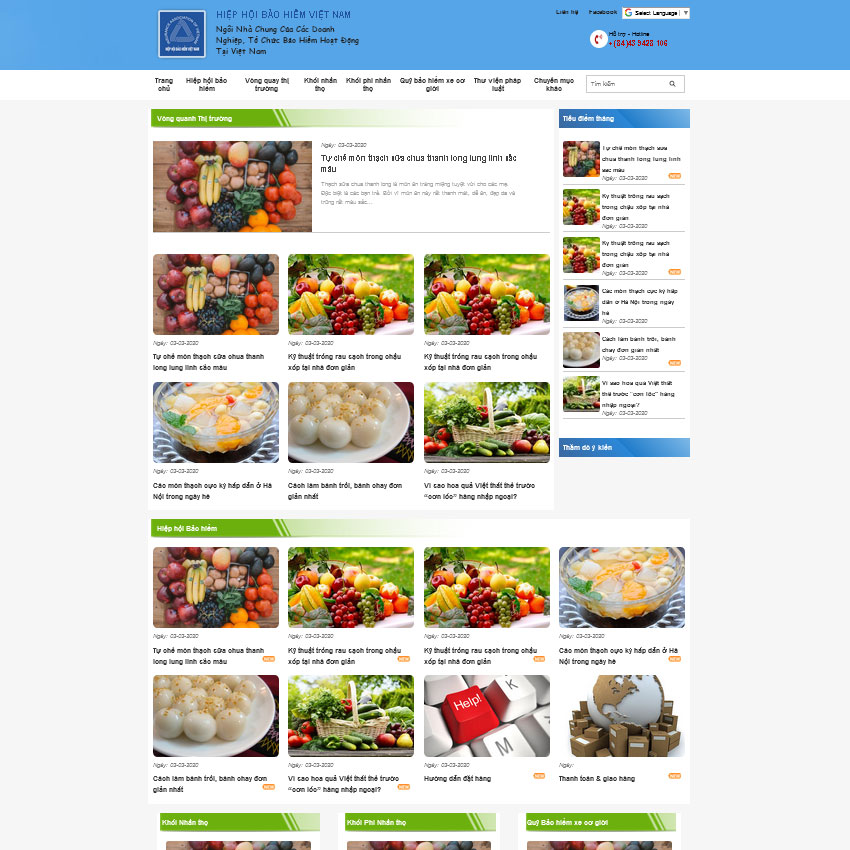 HIỆP HỘI BẢO HIỂM VIỆT NAM
Ngôi Nhà Chung Của Các Doanh
Nghiệp, Tổ Chức Bảo Hiểm Hoạt Động
Tại Việt Nam
Liên hệ
Facebook
Select Language
Hỗ trợ - Hotline
+(84)43 9428 106
Trang chủ
Hiệp hội bảo hiểm
Vòng quay thị trường
Khối nhân thọ
Khối phi nhân thọ
Quỹ bảo hiểm xe cơ giới
Thư viện pháp luật
Chuyên mục khác
Tìm kiếm
Vòng quanh Thị trường
Ngày: 03-03-2020
Tự chế món thạch sữa chua thanh long lung linh sắc
màu
Thạch sữa chua thanh long là món ăn tráng miệng tuyệt vời cho các mẹ
Đặc biệt là các bạn trẻ. Bởi vì món ăn này rất thanh mát, dễ ăn, đẹp da và
trông rất màu sắc...
Ngày: 03-03-2020
Tự chế món thạch sữa chua thanh
long lung linh sắc màu
Ngày: 03-03-2020
Kỹ thuật trồng rau sạch trong chậu
xốp tại nhà đơn giản
Ngày: 03-03-2020
Kỹ thuật trồng rau sạch trong chậu
xốp tại nhà đơn giản
Ngày: 03-03-2020
Các món thạch cực kỳ hấp dẫn ở Hà
Nội trong ngày hè
Ngày: 03-03-2020
Cách làm bánh trôi, bánh chay đơn
giản nhất
Ngày: 03-03-2020
Vì sao hoa quả Việt thất thế trước
“cơn lốc” hàng nhập ngoại?
Tiêu điểm tháng
Tự chế món thạch sữa
chua thanh long lung linh
sắc màu
Ngày: 03-03-2020
Kỹ thuật trồng rau sạch
trong chậu xốp tại nhà
đơn giản
Ngày: 03-03-2020
Kỹ thuật trồng rau sạch
trong chậu xốp tại nhà
đơn giản
Ngày: 03-03-2020
Các món thạch cực kỳ hấp
dẫn ở Hà Nội trong ngày
hè
Ngày: 03-03-2020
Cách làm bánh trôi, bánh
chay đơn giản nhất
Ngày: 03-03-2020
Vì sao hoa quả Việt thất
thế trước “cơn lốc” hàng
nhập ngoại?
Ngày: 03-03-2020
Thăm dò ý kiến
Hiệp hội Bảo hiểm
Ngày: 03-03-2020
Tự chế món thạch sữa chua thanh
long lung linh sắc màu
Ngày: 03-03-2020
Kỹ thuật trồng rau sạch trong chậu
xốp tại nhà đơn giản
Ngày: 03-03-2020
Kỹ thuật trồng rau sạch trong chậu
xốp tại nhà đơn giản
Ngày: 03-03-2020
Các món thạch cực kỳ hấp dẫn ở Hà
Nội trong ngày hè
Ngày: 03-03-2020
Cách làm bánh trôi, bánh chay đơn
giản nhất
Ngày: 03-03-2020
Vì sao hoa quả Việt thất thế trước
“cơn lốc” hàng nhập ngoại?
Help!
K
M
Ngày: 03-03-2020
Hướng dẫn đặt hàng
Ngày:
Thanh toán & giao hàng
Khối Nhân thọ
Khối Phi Nhân thọ
Quỹ Bảo hiểm xe cơ giới